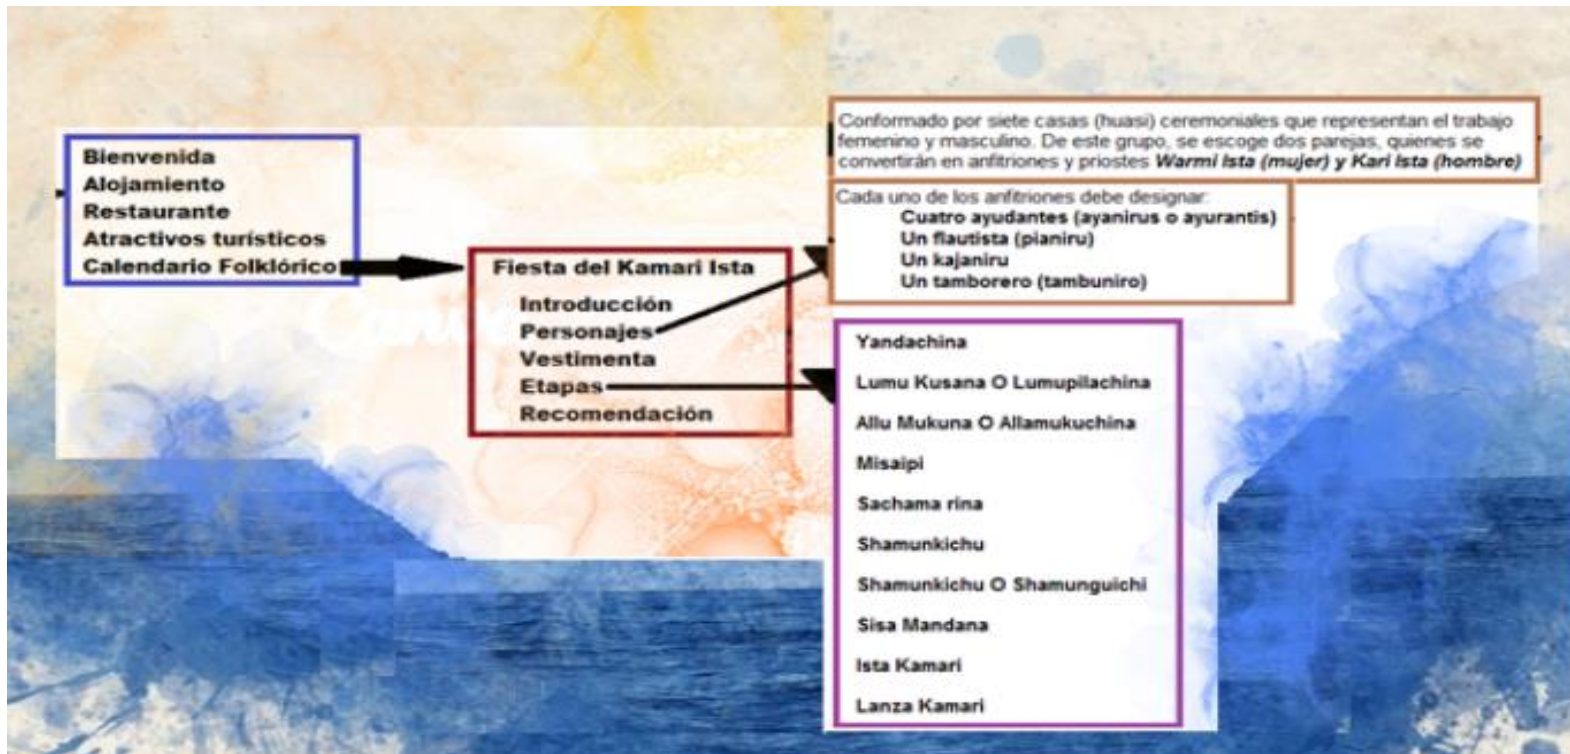 Bienvenida
Alojamiento
Restaurante
Atractivos turísticos
Calendario Folklórico
Fiesta del Kamari Ista
Introducción
Personajes
Vestimenta
Etapas
Recomendación
Conformado por siete casas (huasi) ceremoniales que representan el trabajo
femenino y masculino. De este grupo, se escoge dos parejas, quienes se
convertirán en anfitriones y priostes Warmi Ista (mujer) y Kari Ista (hombre)
Cada uno de los anfitriones debe designar:
Cuatro ayudantes (ayanirus o ayurantis)
Un flautista (pianiru)
Un kajaniru
Un tamborero (tambuniro)
Yandachina
Lumu Kusana O Lumupilachina
Allu Mukuna O Allamukuchina
Misaipi
Sachama rina
Shamunkichu
Shamunkichu O Shamunguichi
Sisa Mandana
Ista Kamari
Lanza Kamari